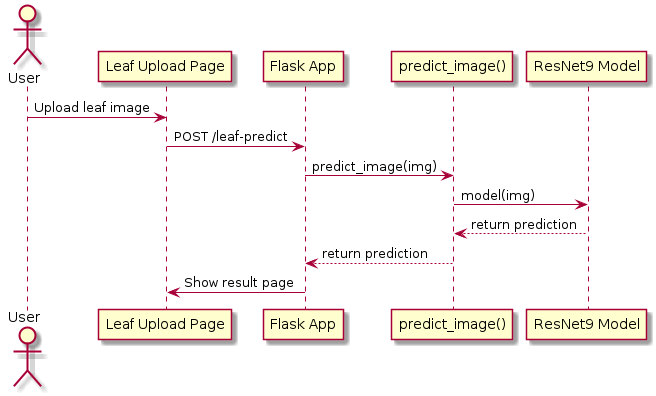 User
Leaf Upload Page
Flask App
predict_image()
ResNet9 Model
Upload leaf image
POST /leaf-predict
predict_image(img)
model(img)
return prediction
return prediction
Show result page
User
Leaf Upload Page
Flask App
predict_image()
ResNet9 Model